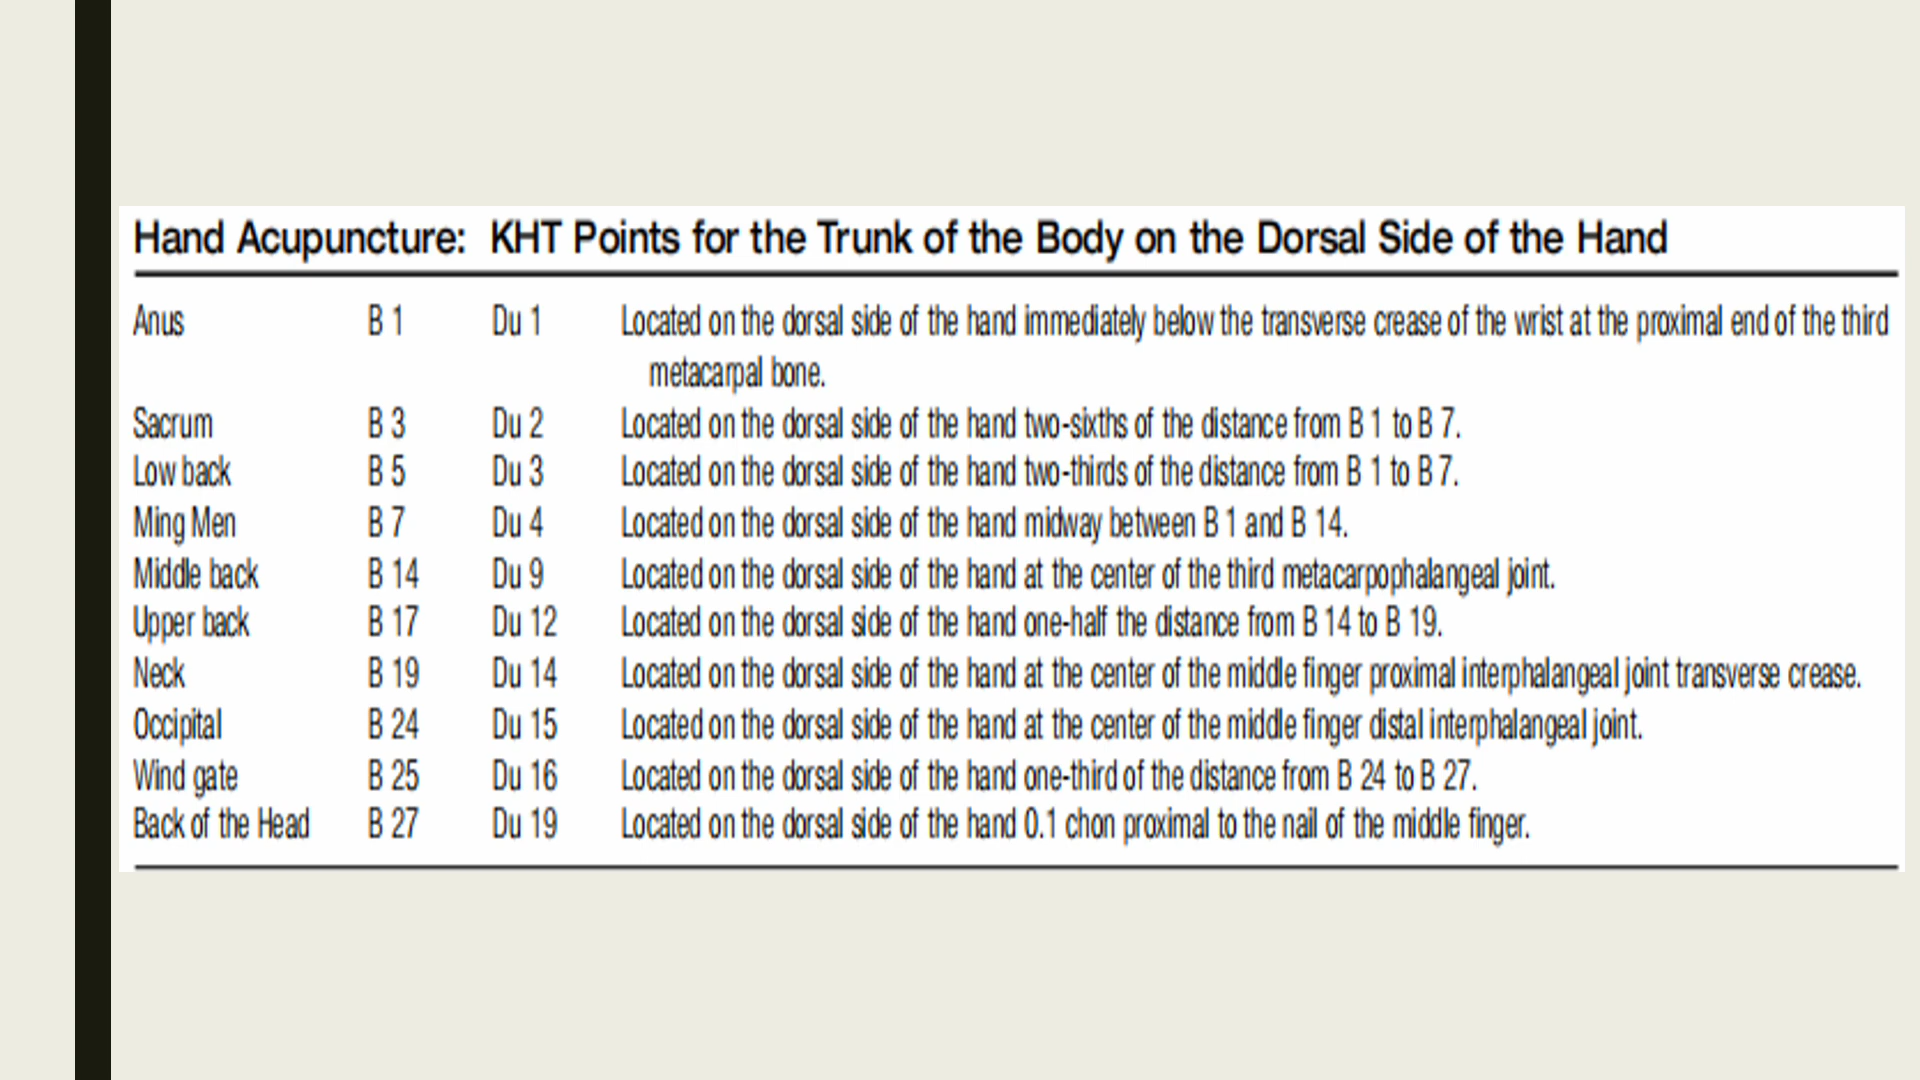 Hand Acupuncture: KHT Points for the Trunk of the Body on the Dorsal Side of the Hand
Anus B 1 Du 1 Located on the dorsal side of the hand immediately below the transverse crease of the wrist at the proximal end of the third
metacarpal bone.
Sacrum B 3 Du 2 Located on the dorsal side of the hand two-sixths of the distance from B 1 to B 7.
Low back B 5 Du 3 Located on the dorsal side of the hand two-thirds of the distance from B 1 to B 7.
Ming Men B 7 Du 4 Located on the dorsal side of the hand midway between B 1 and B 14.
Middle back B 14 Du 9 Located on the dorsal side of the hand at the center of the third metacarpophalangeal joint.
Upper back B 17 Du 12 Located on the dorsal side of the hand one-half the distance from B 14 to B 19.
Neck B 19 Du 14 Located on the dorsal side of the hand at the center of the middle finger proximal interphalangeal joint transverse crease.
Occipital B 24 Du 15 Located on the dorsal side of the hand at the center of the middle finger distal interphalangeal joint.
Wind gate B 25 Du 16 Located on the dorsal side of the hand one-third of the distance from B 24 to B 27.
Back of the Head B 27 Du 19 Located on the dorsal side of the hand 0.1 chon proximal to the nail of the middle finger.